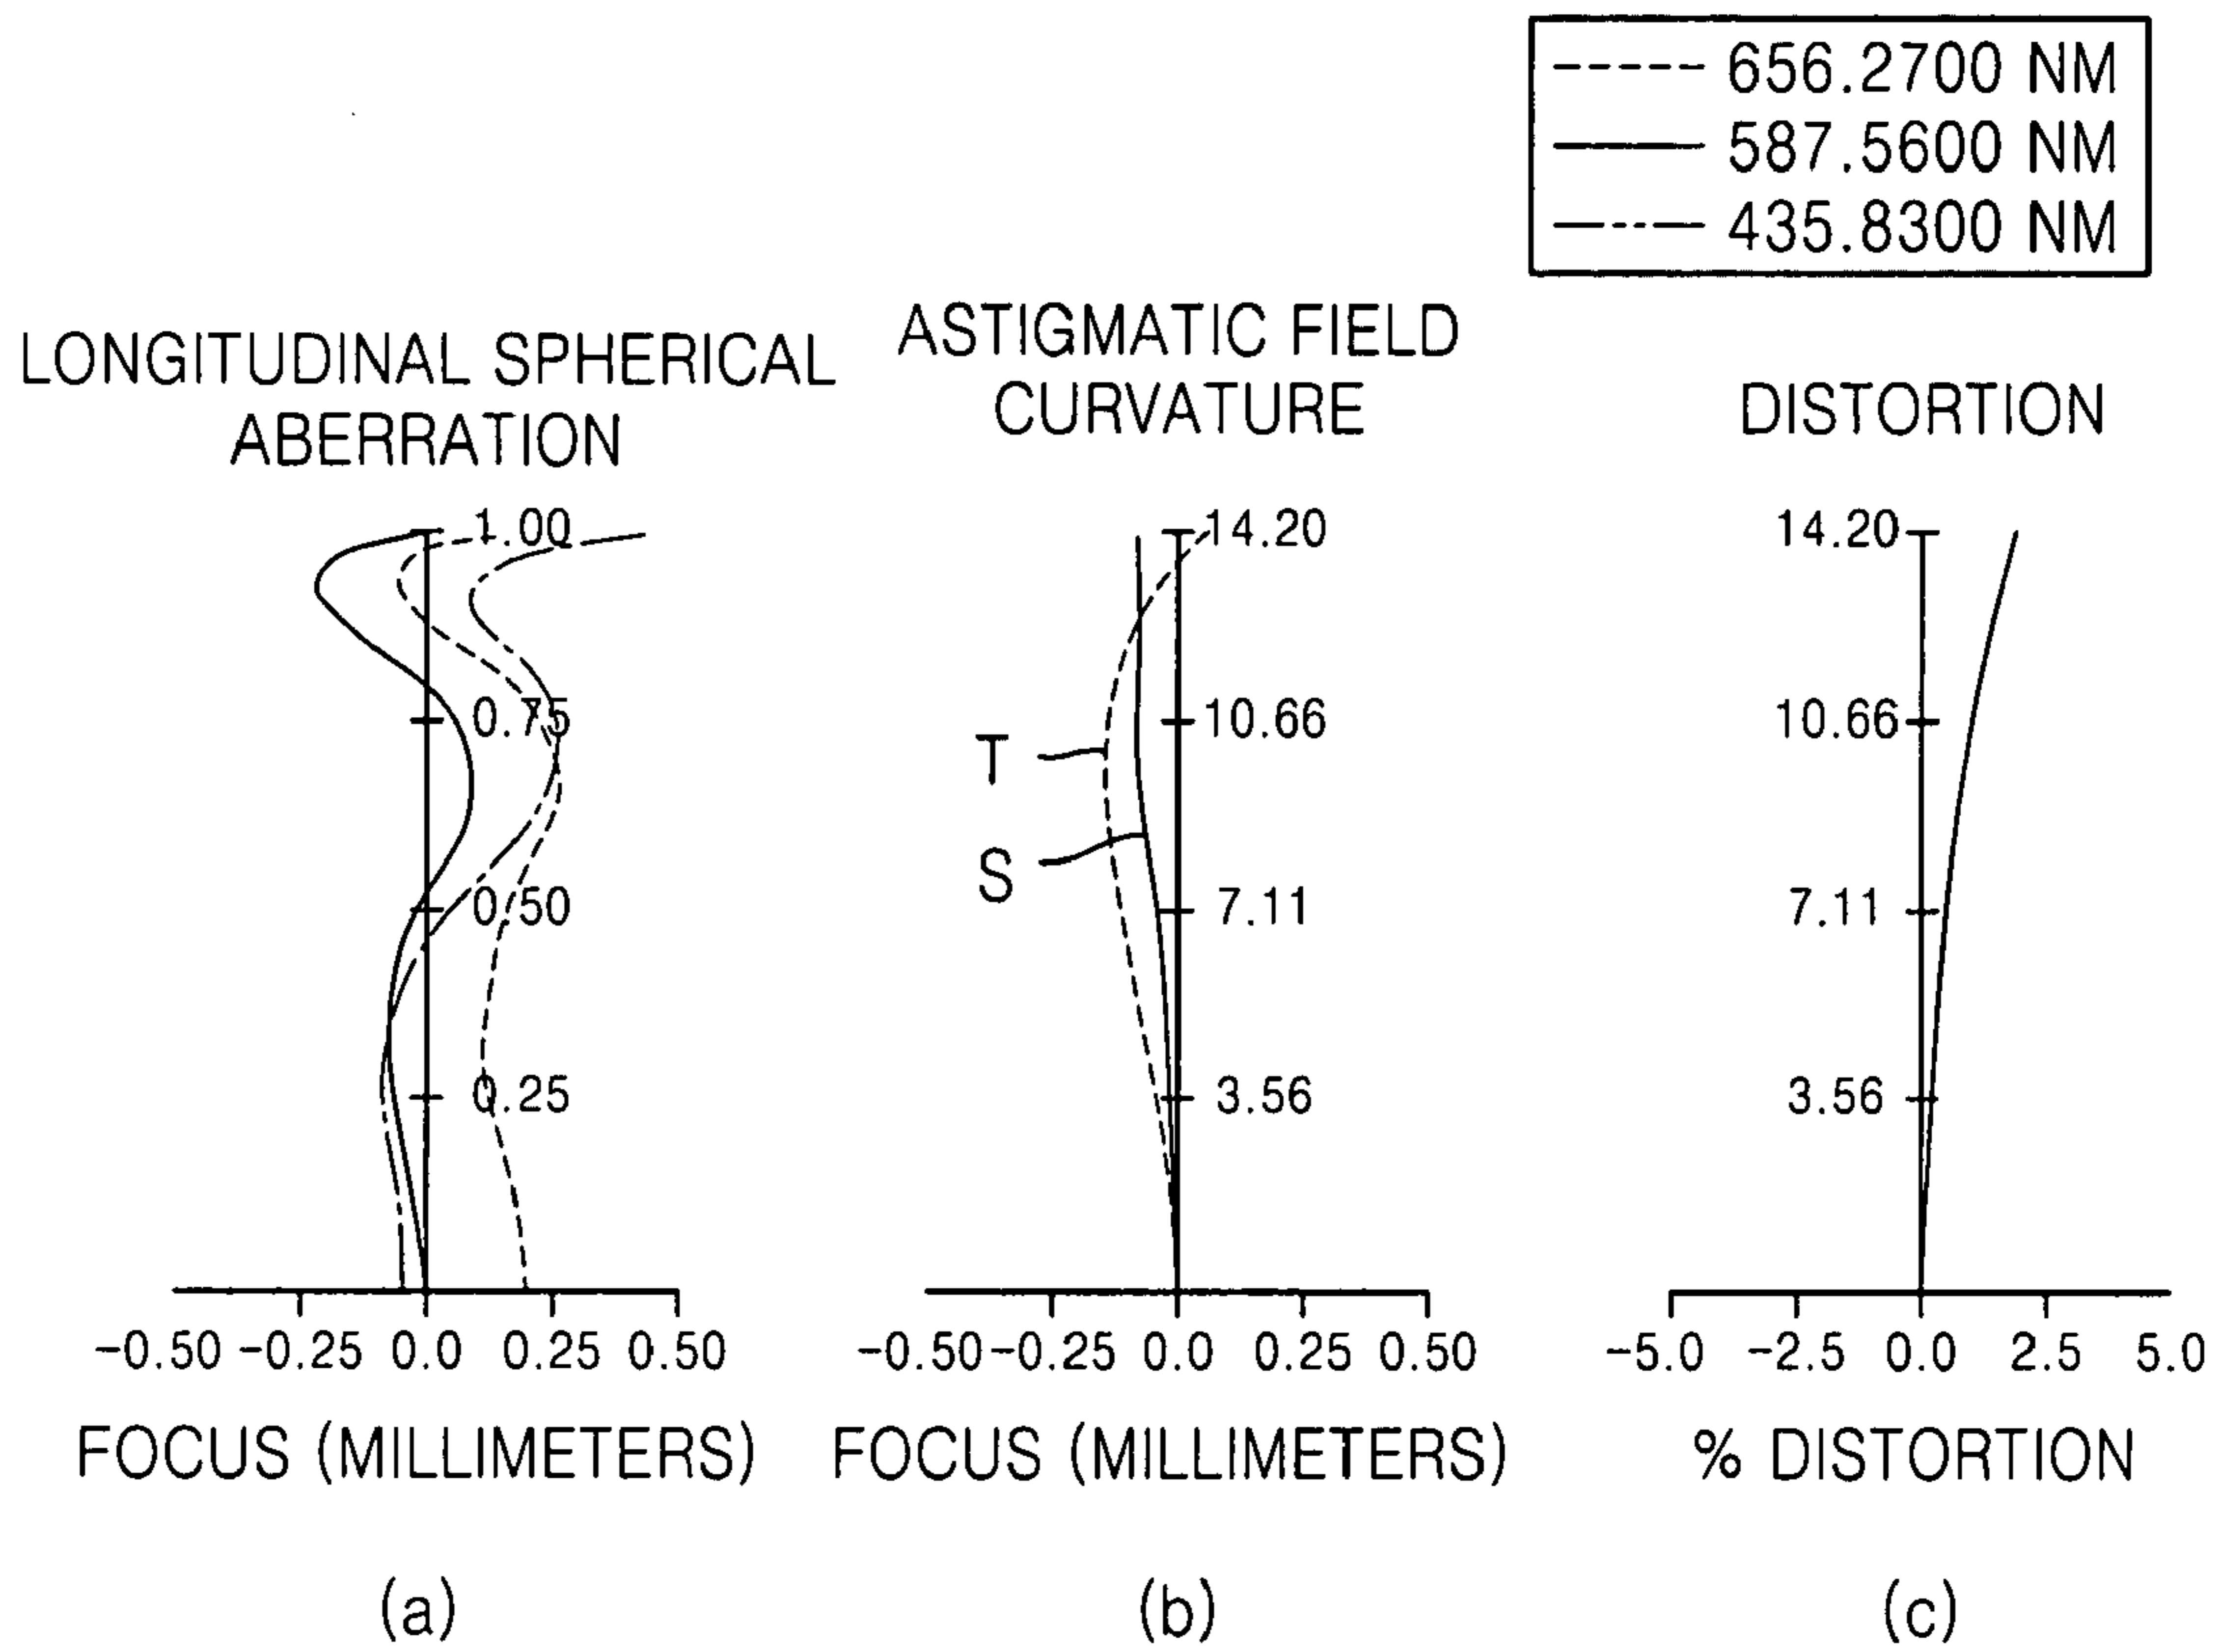 656.2700 NM
587.5600 NM
435.8300 NM
LONGITUDINAL SPHERICAL
ABERRATION
ASTIGMATIC FIELD
CURVATURE
DISTORTION
1.00
0.75
0.50
0.25
-0.50 -0.25 0.0 0.25 0.50
FOCUS (MILLIMETERS)
(a)
14.20
10.66
T
S
7.11
3.56
-0.50 -0.25 0.0 0.25 0.50
FOCUS (MILLIMETERS)
(b)
14.20
10.66
7.11
3.56
-5.0 -2.5 0.0 2.5 5.0
% DISTORTION
(c)